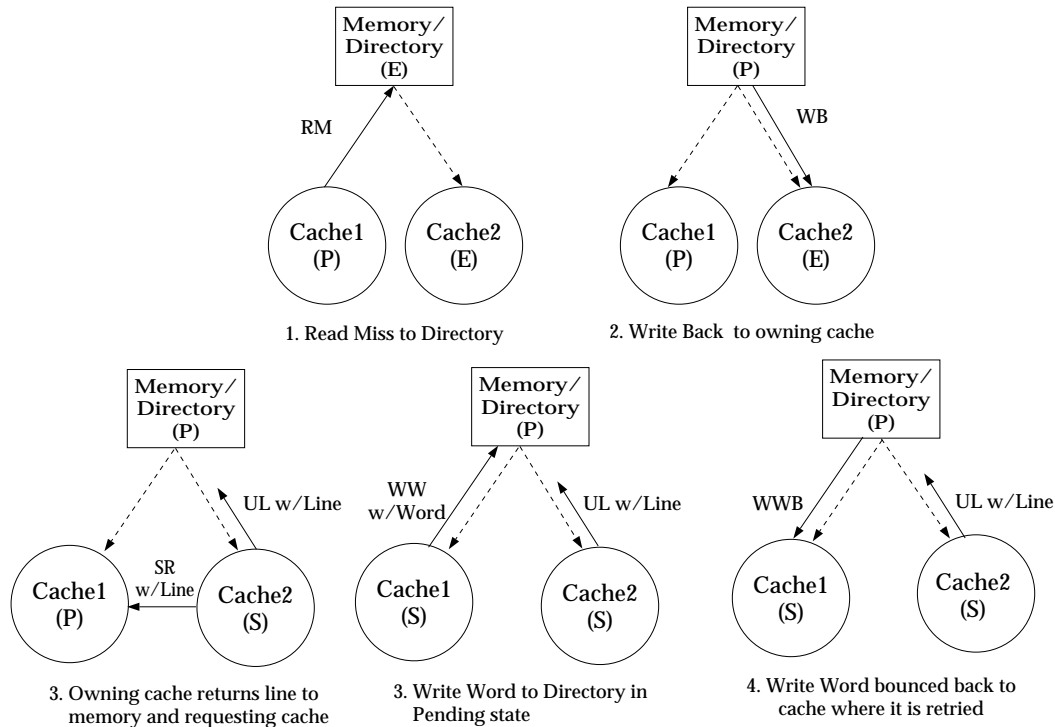 Memory/
Directory
(E)
RM
Cache1
(P)
Cache2
(E)
1. Read Miss to Directory
Memory/
Directory
(P)
WB
Cache1
(P)
Cache2
(E)
2. Write Back to owning cache
Memory/
Directory
(P)
UL w/Line
SR
w/Line
Cache1
(P)
Cache2
(S)
3. Owning cache returns line to
memory and requesting cache
Memory/
Directory
(P)
WW
w/Word
UL w/Line
Cache1
(S)
Cache2
(S)
3. Write Word to Directory in
Pending state
Memory/
Directory
(P)
WWB
UL w/Line
Cache1
(S)
Cache2
(S)
4. Write Word bounced back to
cache where it is retried